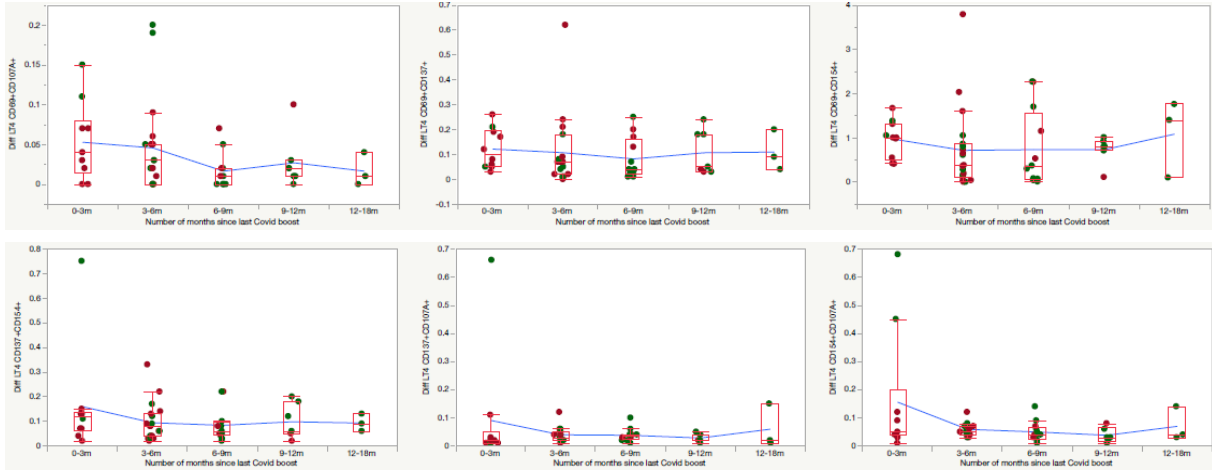 Diff LT4 CD69+CD107A+
0.2
0.15
0.1
0.05
0
0-3m 3-6m 6-9m 9-12m 12-18m
Number of months since last Covid boost
Diff LT4 CD69+CD137+
0.7
0.6
0.5
0.4
0.3
0.2
0.1
0
-0.1
0-3m 3-6m 6-9m 9-12m 12-18m
Number of months since last Covid boost
Diff LT4 CD69+CD154+
4
3
2
1
0
0-3m 3-6m 6-9m 9-12m 12-18m
Number of months since last Covid boost
Diff LT4 CD137+CD154+
0.8
0.7
0.6
0.5
0.4
0.3
0.2
0.1
0
0-3m 3-6m 6-9m 9-12m 12-18m
Number of months since last Covid boost
Diff LT4 CD137+CD107A+
0.7
0.6
0.5
0.4
0.3
0.2
0.1
0
0-3m 3-6m 6-9m 9-12m 12-18m
Number of months since last Covid boost
Diff LT4 CD154+CD107A+
0.7
0.6
0.5
0.4
0.3
0.2
0.1
0
0-3m 3-6m 6-9m 9-12m 12-18m
Number of months since last Covid boost